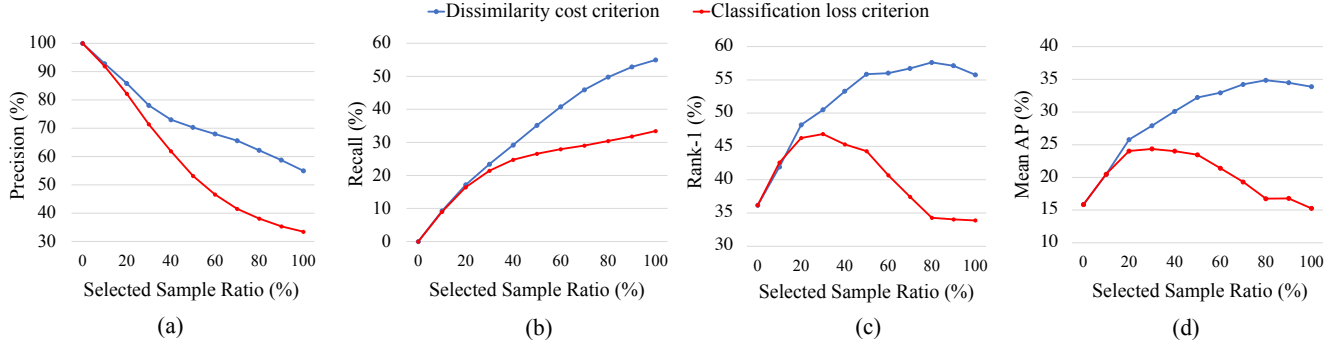 Dissimilarity cost criterion
Classification loss criterion
Precision (%)
100
90
80
70
60
50
40
30
0 20 40 60 80 100
Selected Sample Ratio (%)
(a)
Recall (%)
60
50
40
30
20
10
0
0 20 40 60 80 100
Selected Sample Ratio (%)
(b)
Rank-1 (%)
60
55
50
45
40
35
30
0 20 40 60 80 100
Selected Sample Ratio (%)
(c)
Mean AP (%)
40
35
30
25
20
15
10
0 20 40 60 80 100
Selected Sample Ratio (%)
(d)